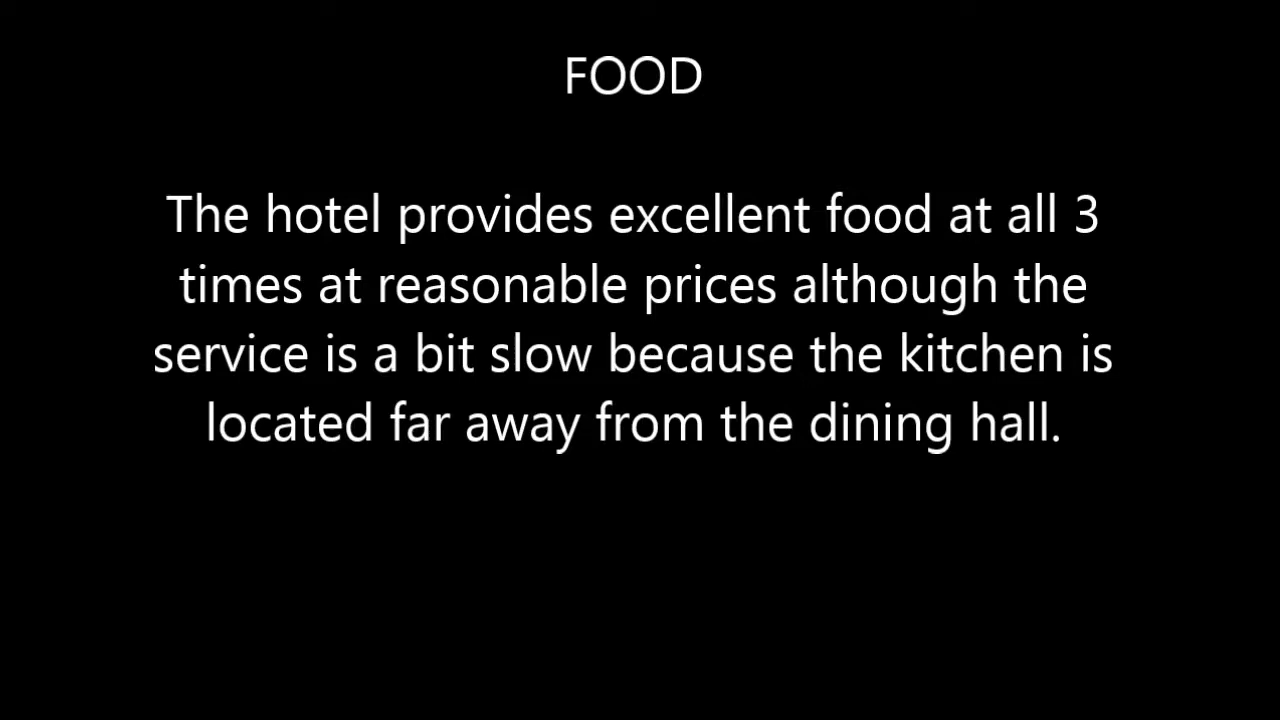 FOOD
The hotel provides excellent food at all 3
times at reasonable prices although the
service is a bit slow because the kitchen is
located far away from the dining hall.